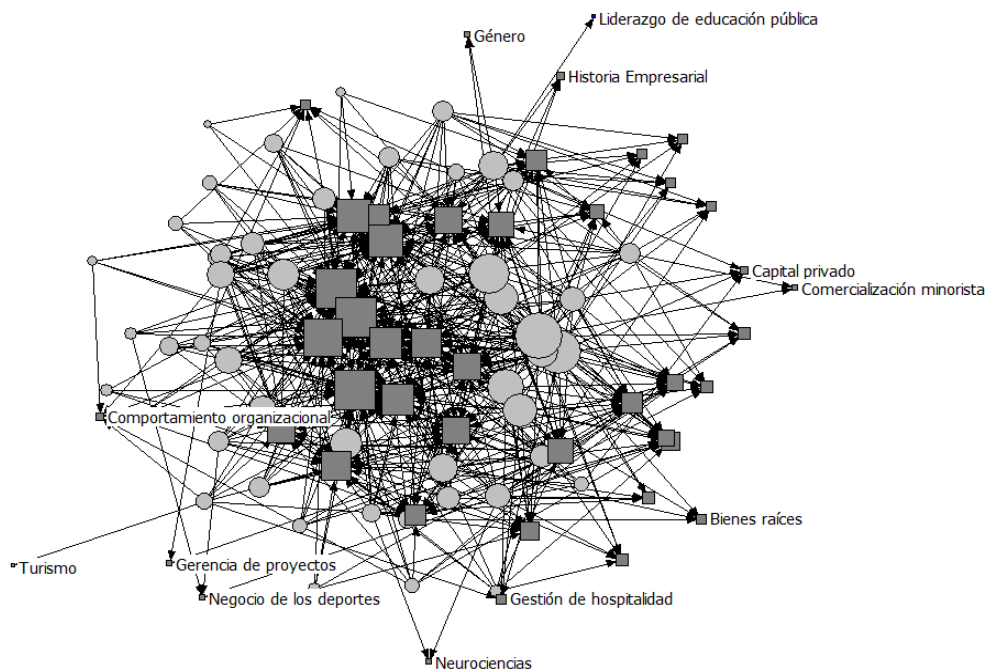 Liderazgo de educación pública
Género
Historia Empresarial
Capital privado
Comercialización minorista
Comportamiento organizacional
Bienes raíces
Turismo
Gerencia de proyectos
Negocio de los deportes
Gestión de hospitalidad
Neurociencias